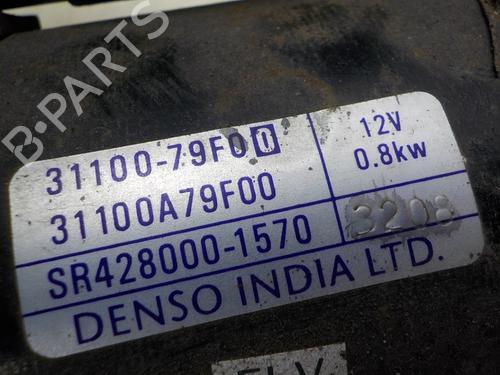 B-PARTS
31100-79F00
31100A79F00
SR428000-1570
12V
0.8kw
3208
DENSO INDIA LTD.